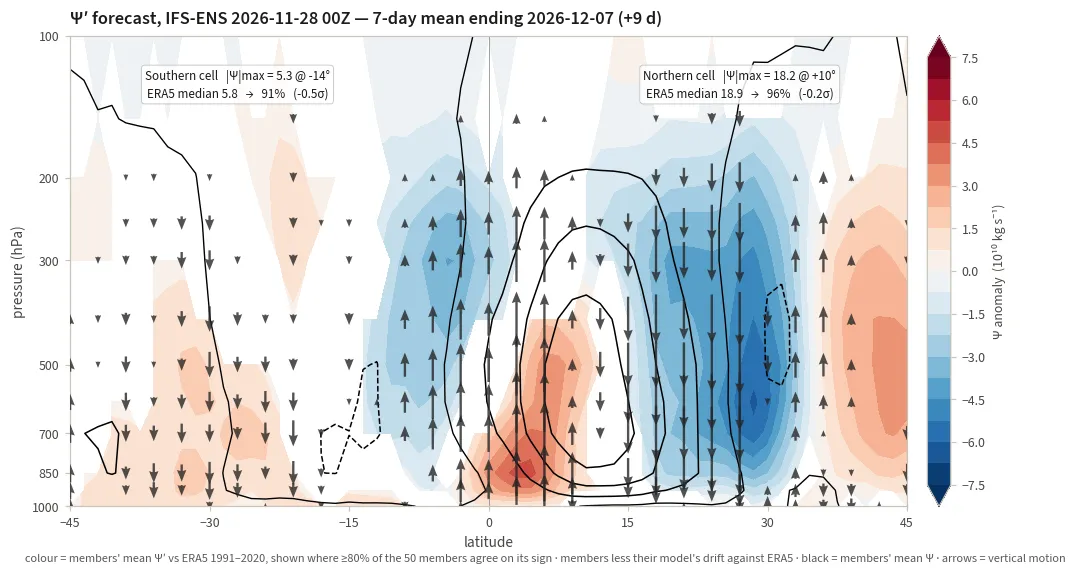 Ψ′ forecast, IFS-ENS 2026-11-28 00Z — 7-day mean ending 2026-12-07 (+9 d)
Southern cell |Ψ|max = 5.3 @ -14°
ERA5 median 5.8 → 91% (-0.5σ)
Northern cell |Ψ|max = 18.2 @ +10°
ERA5 median 18.9 → 96% (-0.2σ)
pressure (hPa)
100
200
300
400
500
700
850
1000
−45
−30
−15
0
15
30
45
latitude
7.5
6.0
4.5
3.0
1.5
0.0
−1.5
−3.0
−4.5
−6.0
−7.5
Ψ anomaly (10¹⁰ kg s⁻¹)
colour = members' mean Ψ′ vs ERA5 1991–2020, shown where ≥80% of the 50 members agree on its sign · members less their model's drift against ERA5 · black = members' mean Ψ · arrows = vertical motion